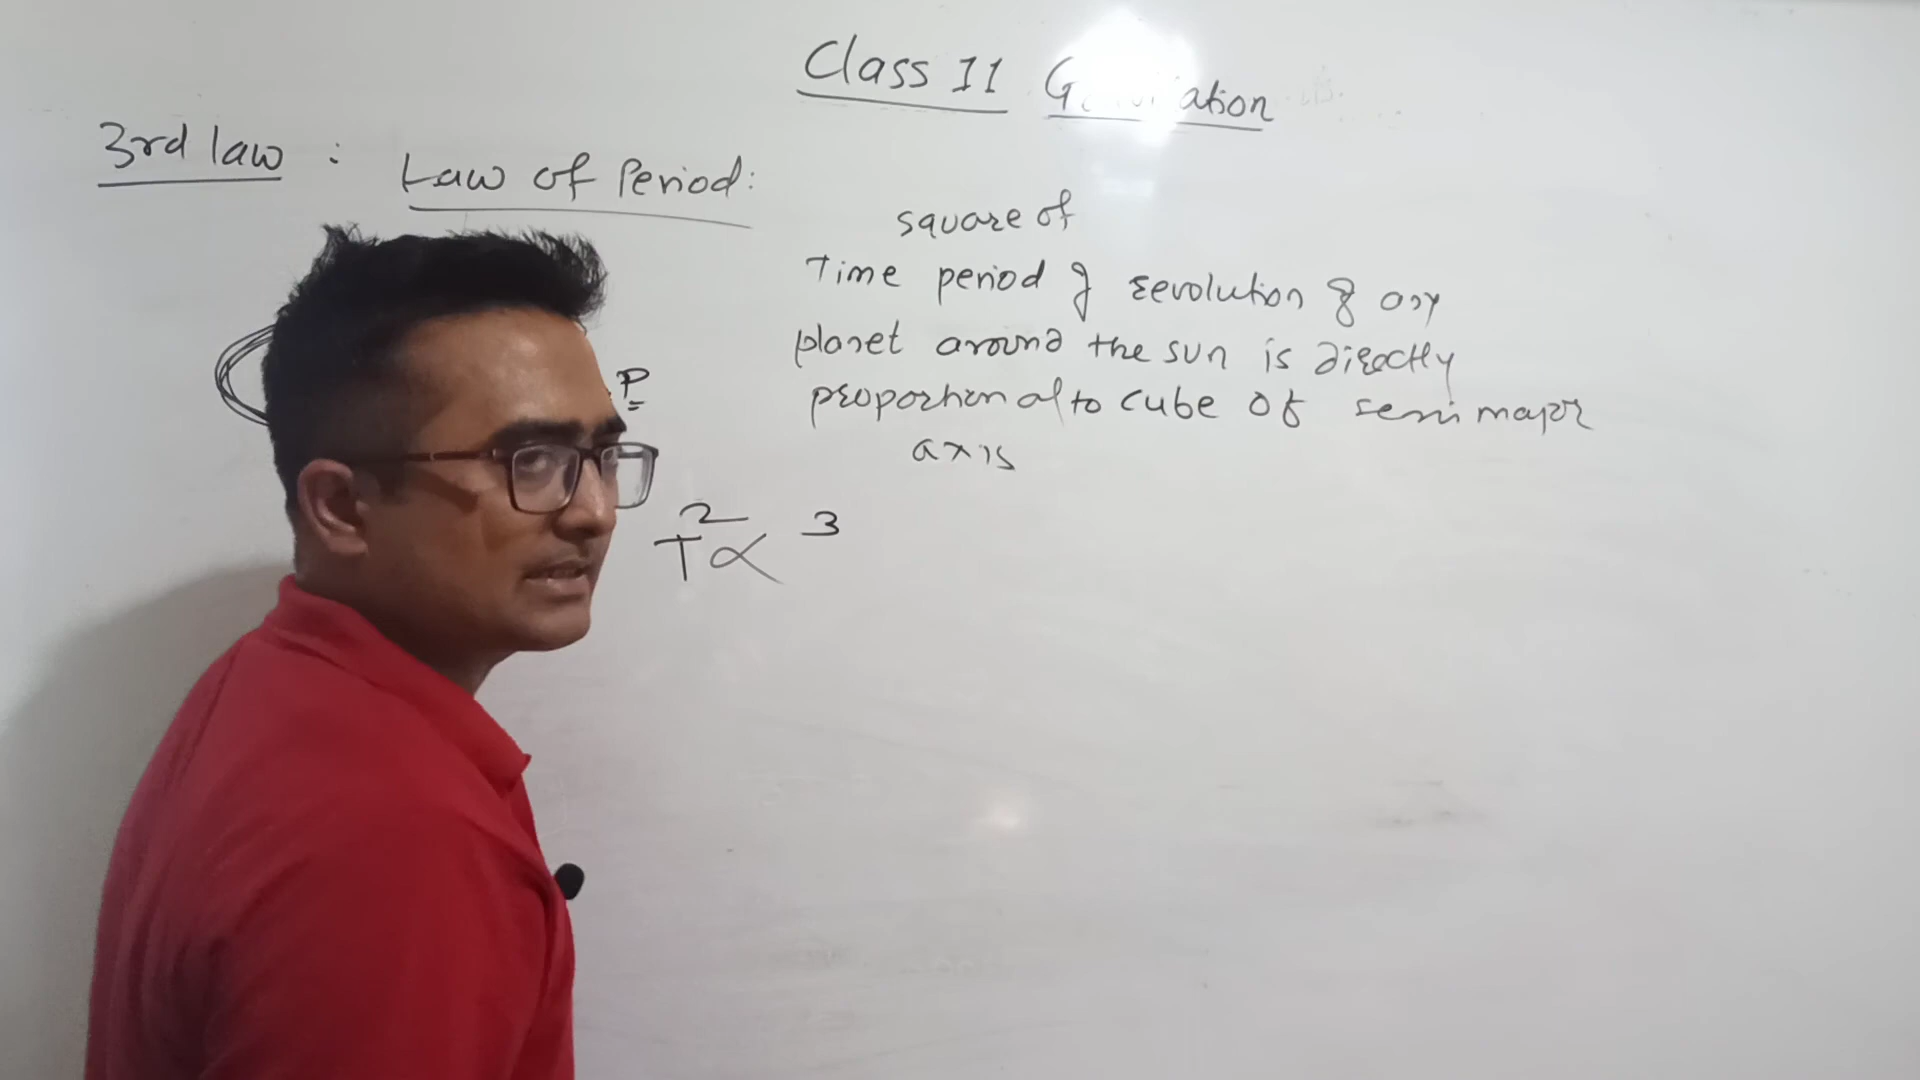 Class 11 Gravitation
3rd law : Law of Period:
square of
Time period of revolution of any
planet around the sun is directly
proportional to cube of semi major
axis
P
T² ∝ ³